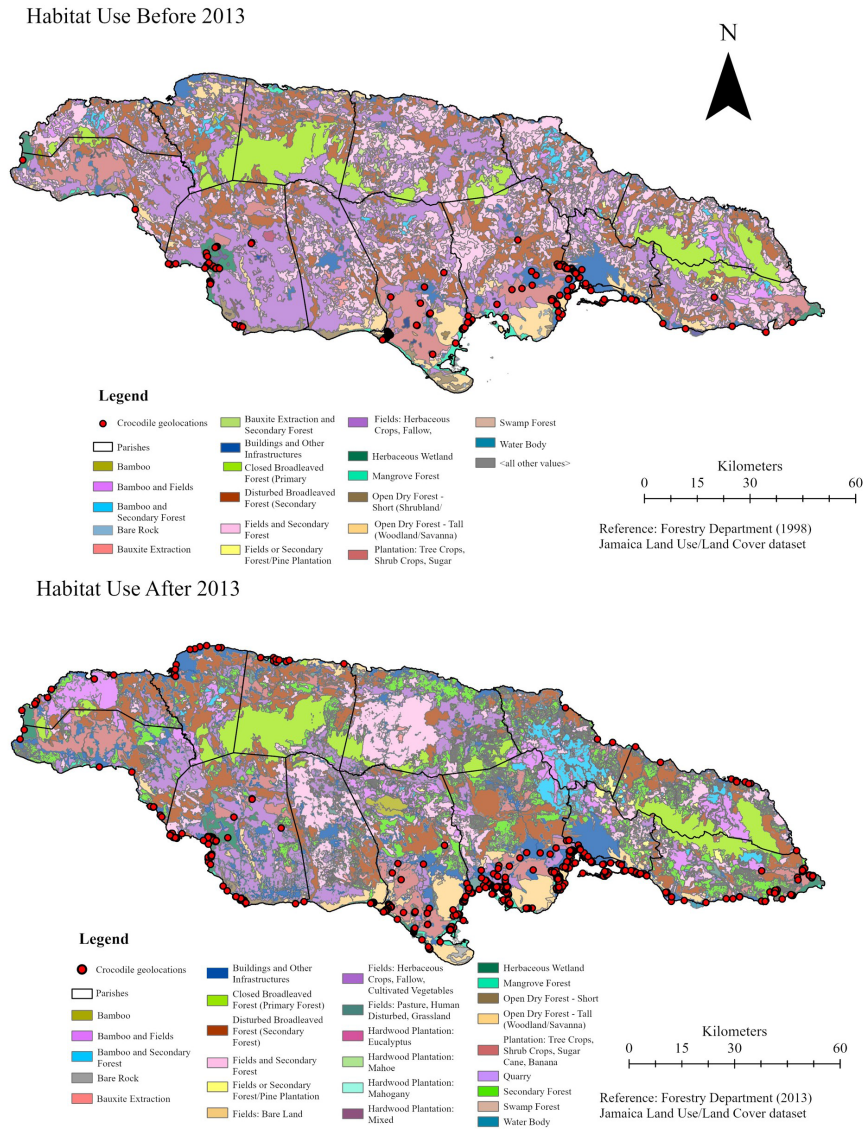 Habitat Use Before 2013
N
Legend
Crocodile geolocations
Parishes
Bamboo
Bamboo and Fields
Bamboo and
Secondary Forest
Bare Rock
Bauxite Extraction
Bauxite Extraction and
Secondary Forest
Buildings and Other
Infrastructures
Closed Broadleaved
Forest (Primary
Disturbed Broadleaved
Forest (Secondary
Fields and Secondary
Forest
Fields or Secondary
Forest/Pine Plantation
Fields: Herbaceous
Crops, Fallow,
Herbaceous Wetland
Mangrove Forest
Open Dry Forest -
Short (Shrubland/
Open Dry Forest - Tall
(Woodland/Savanna)
Plantation: Tree Crops,
Shrub Crops, Sugar
Swamp Forest
Water Body
<all other values>
Kilometers
0 15 30 60
Reference: Forestry Department (1998)
Jamaica Land Use/Land Cover dataset
Habitat Use After 2013
Legend
Crocodile geolocations
Parishes
Bamboo
Bamboo and Fields
Bamboo and Secondary
Forest
Bare Rock
Bauxite Extraction
Buildings and Other
Infrastructures
Closed Broadleaved
Forest (Primary Forest)
Disturbed Broadleaved
Forest (Secondary
Forest)
Fields and Secondary
Forest
Fields or Secondary
Forest/Pine Plantation
Fields: Bare Land
Fields: Herbaceous
Crops, Fallow,
Cultivated Vegetables
Fields: Pasture, Human
Disturbed, Grassland
Hardwood Plantation:
Eucalyptus
Hardwood Plantation:
Mahoe
Hardwood Plantation:
Mahogany
Hardwood Plantation:
Mixed
Herbaceous Wetland
Mangrove Forest
Open Dry Forest - Short
Open Dry Forest - Tall
(Woodland/Savanna)
Plantation: Tree Crops,
Shrub Crops, Sugar
Cane, Banana
Quarry
Secondary Forest
Swamp Forest
Water Body
Kilometers
0 15 30 60
Reference: Forestry Department (2013)
Jamaica Land Use/Land Cover dataset